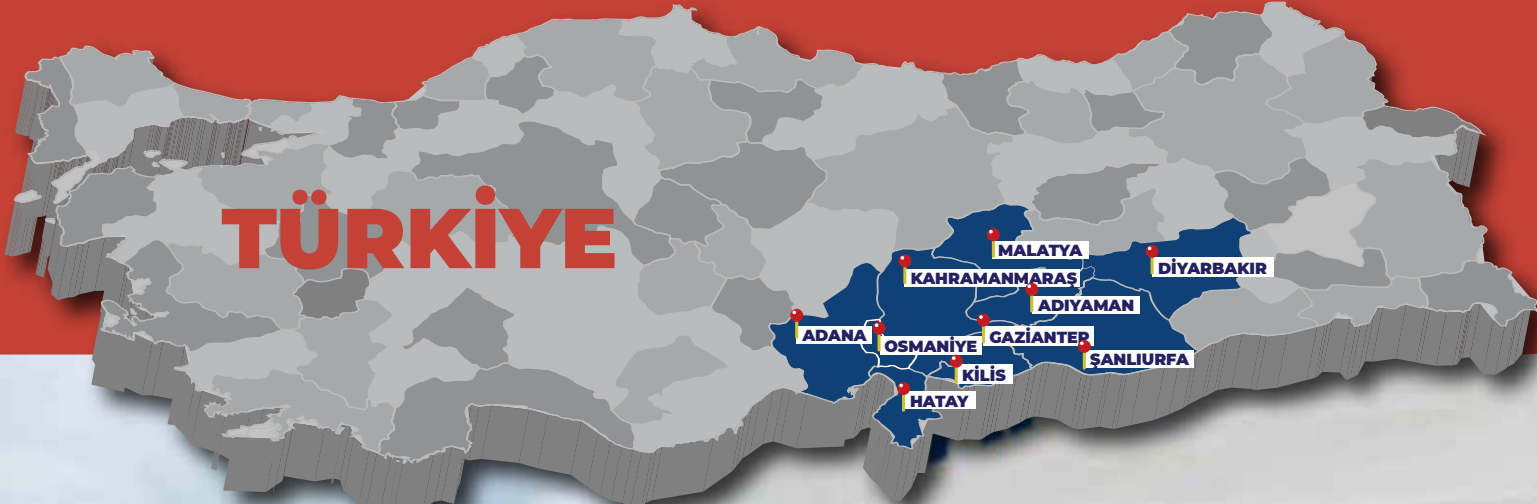 TÜRKİYE
MALATYA
DİYARBAKIR
KAHRAMANMARAŞ
ADIYAMAN
ADANA
OSMANİYE
GAZİANTEP
ŞANLIURFA
KİLİS
HATAY